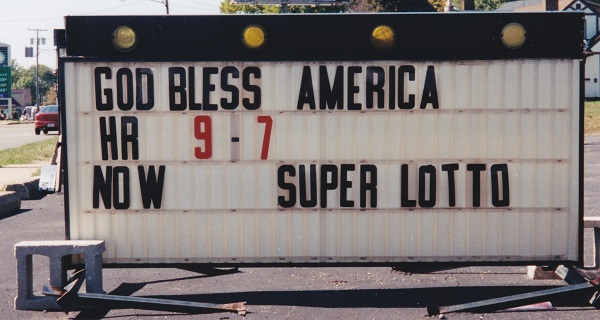 GOD BLESS AMERICA
HR 9-7
NOW SUPER LOTTO